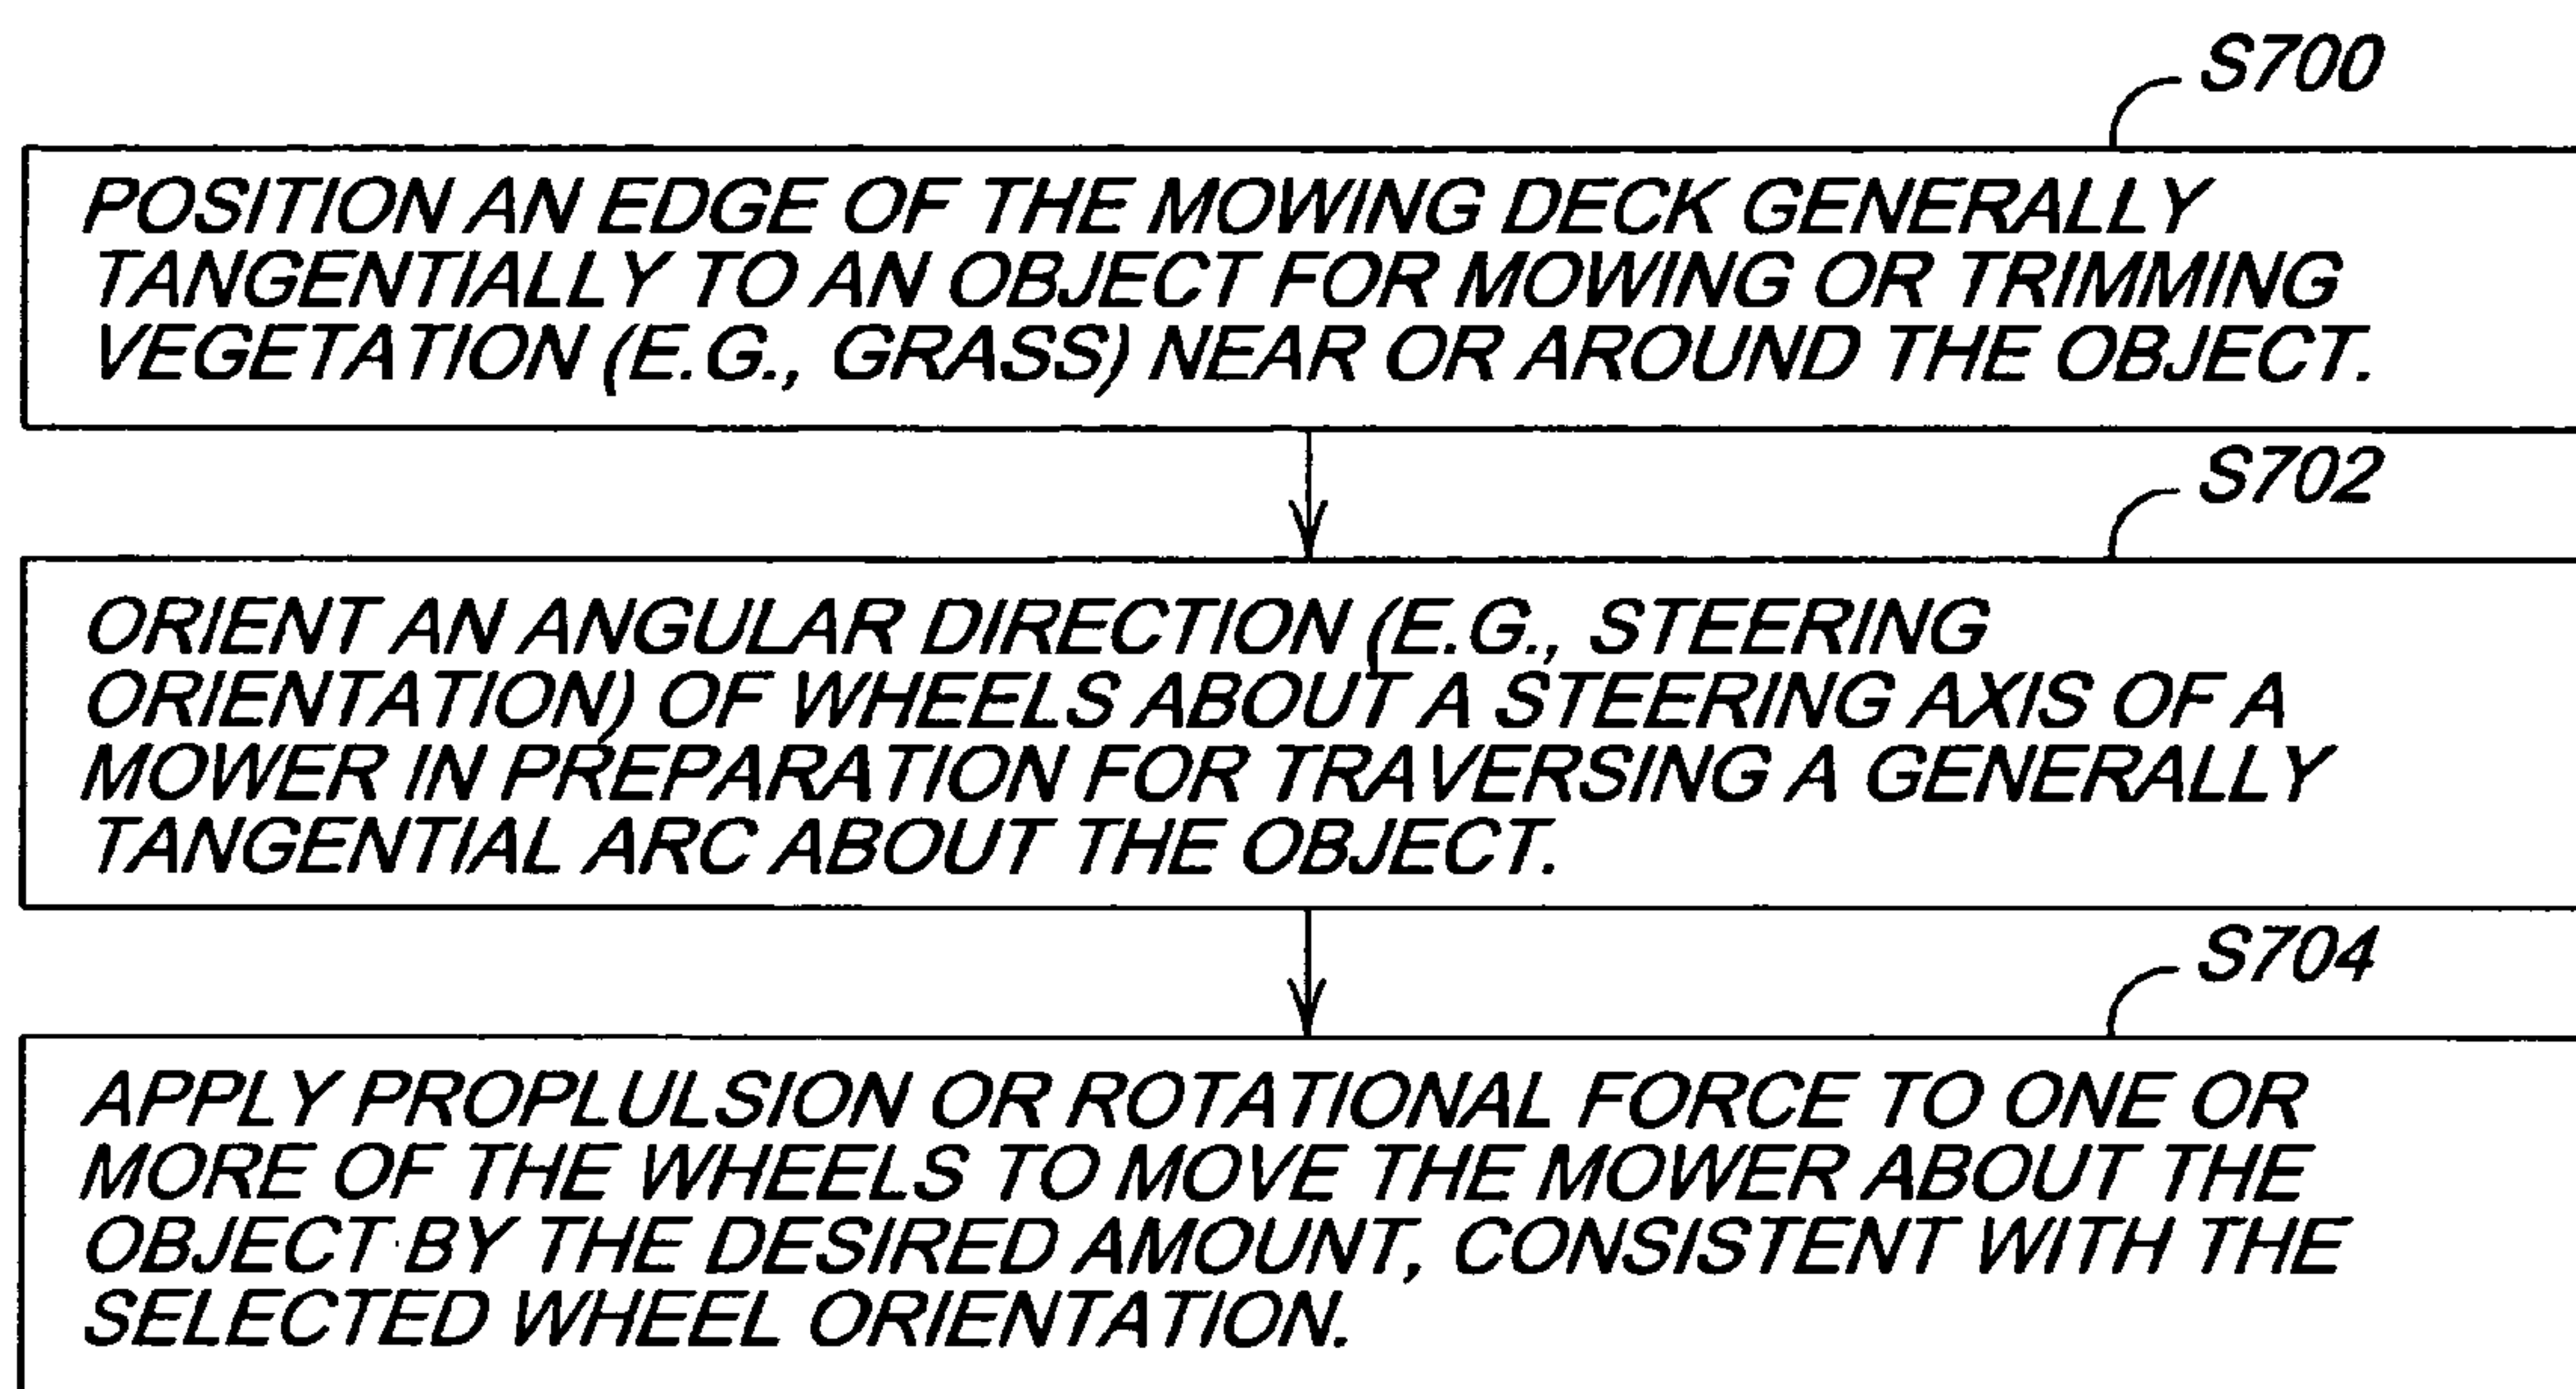 S700
POSITION AN EDGE OF THE MOWING DECK GENERALLY
TANGENTIALLY TO AN OBJECT FOR MOWING OR TRIMMING
VEGETATION (E.G., GRASS) NEAR OR AROUND THE OBJECT.
S702
ORIENT AN ANGULAR DIRECTION (E.G., STEERING
ORIENTATION) OF WHEELS ABOUT A STEERING AXIS OF A
MOWER IN PREPARATION FOR TRAVERSING A GENERALLY
TANGENTIAL ARC ABOUT THE OBJECT.
S704
APPLY PROPLULSION OR ROTATIONAL FORCE TO ONE OR
MORE OF THE WHEELS TO MOVE THE MOWER ABOUT THE
OBJECT BY THE DESIRED AMOUNT, CONSISTENT WITH THE
SELECTED WHEEL ORIENTATION.